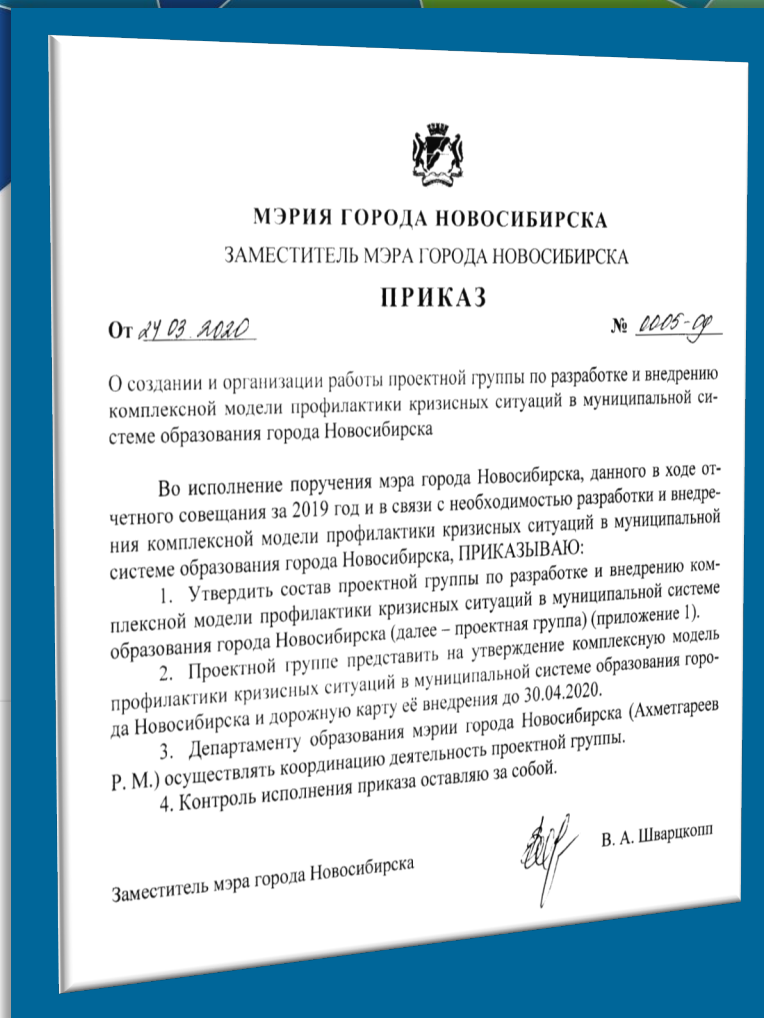 МЭРИЯ ГОРОДА НОВОСИБИРСКА
ЗАМЕСТИТЕЛЬ МЭРА ГОРОДА НОВОСИБИРСКА
ПРИКАЗ
От 24 03 2020 № 0005-од
О создании и организации работы проектной группы по разработке и внедрению
комплексной модели профилактики кризисных ситуаций в муниципальной си-
стеме образования города Новосибирска
Во исполнение поручения мэра города Новосибирска, данного в ходе от-
четного совещания за 2019 год и в связи с необходимостью разработки и внедре-
ния комплексной модели профилактики кризисных ситуаций в муниципальной
системе образования города Новосибирска, ПРИКАЗЫВАЮ:
1. Утвердить состав проектной группы по разработке и внедрению ком-
плексной модели профилактики кризисных ситуаций в муниципальной системе
образования города Новосибирска (далее – проектная группа) (приложение 1).
2. Проектной группе представить на утверждение комплексную модель
профилактики кризисных ситуаций в муниципальной системе образования горо-
да Новосибирска и дорожную карту её внедрения до 30.04.2020.
3. Департаменту образования мэрии города Новосибирска (Ахметгареев
Р. М.) осуществлять координацию деятельность проектной группы.
4. Контроль исполнения приказа оставляю за собой.
Заместитель мэра города Новосибирска В. А. Шварцкопп